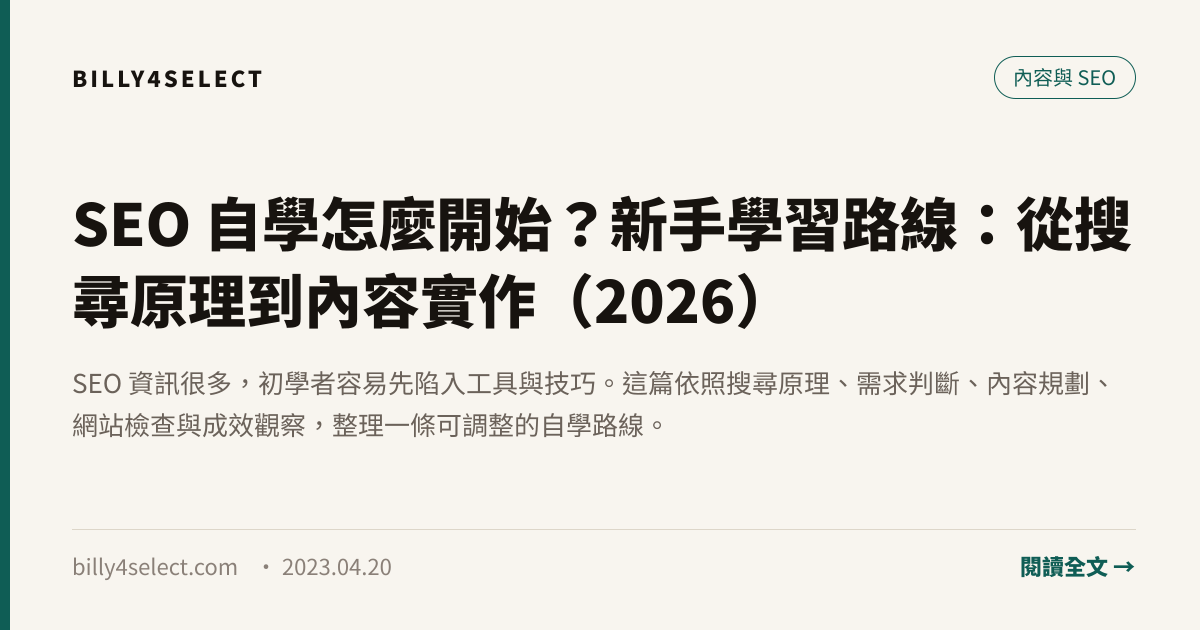 BILLY4SELECT
內容與 SEO
SEO 自學怎麼開始？新手學習路線：從搜
尋原理到內容實作（2026）
SEO 資訊很多，初學者容易先陷入工具與技巧。這篇依照搜尋原理、需求判斷、內容規劃、
網站檢查與成效觀察，整理一條可調整的自學路線。
billy4select.com ・ 2023.04.20
閱讀全文 →